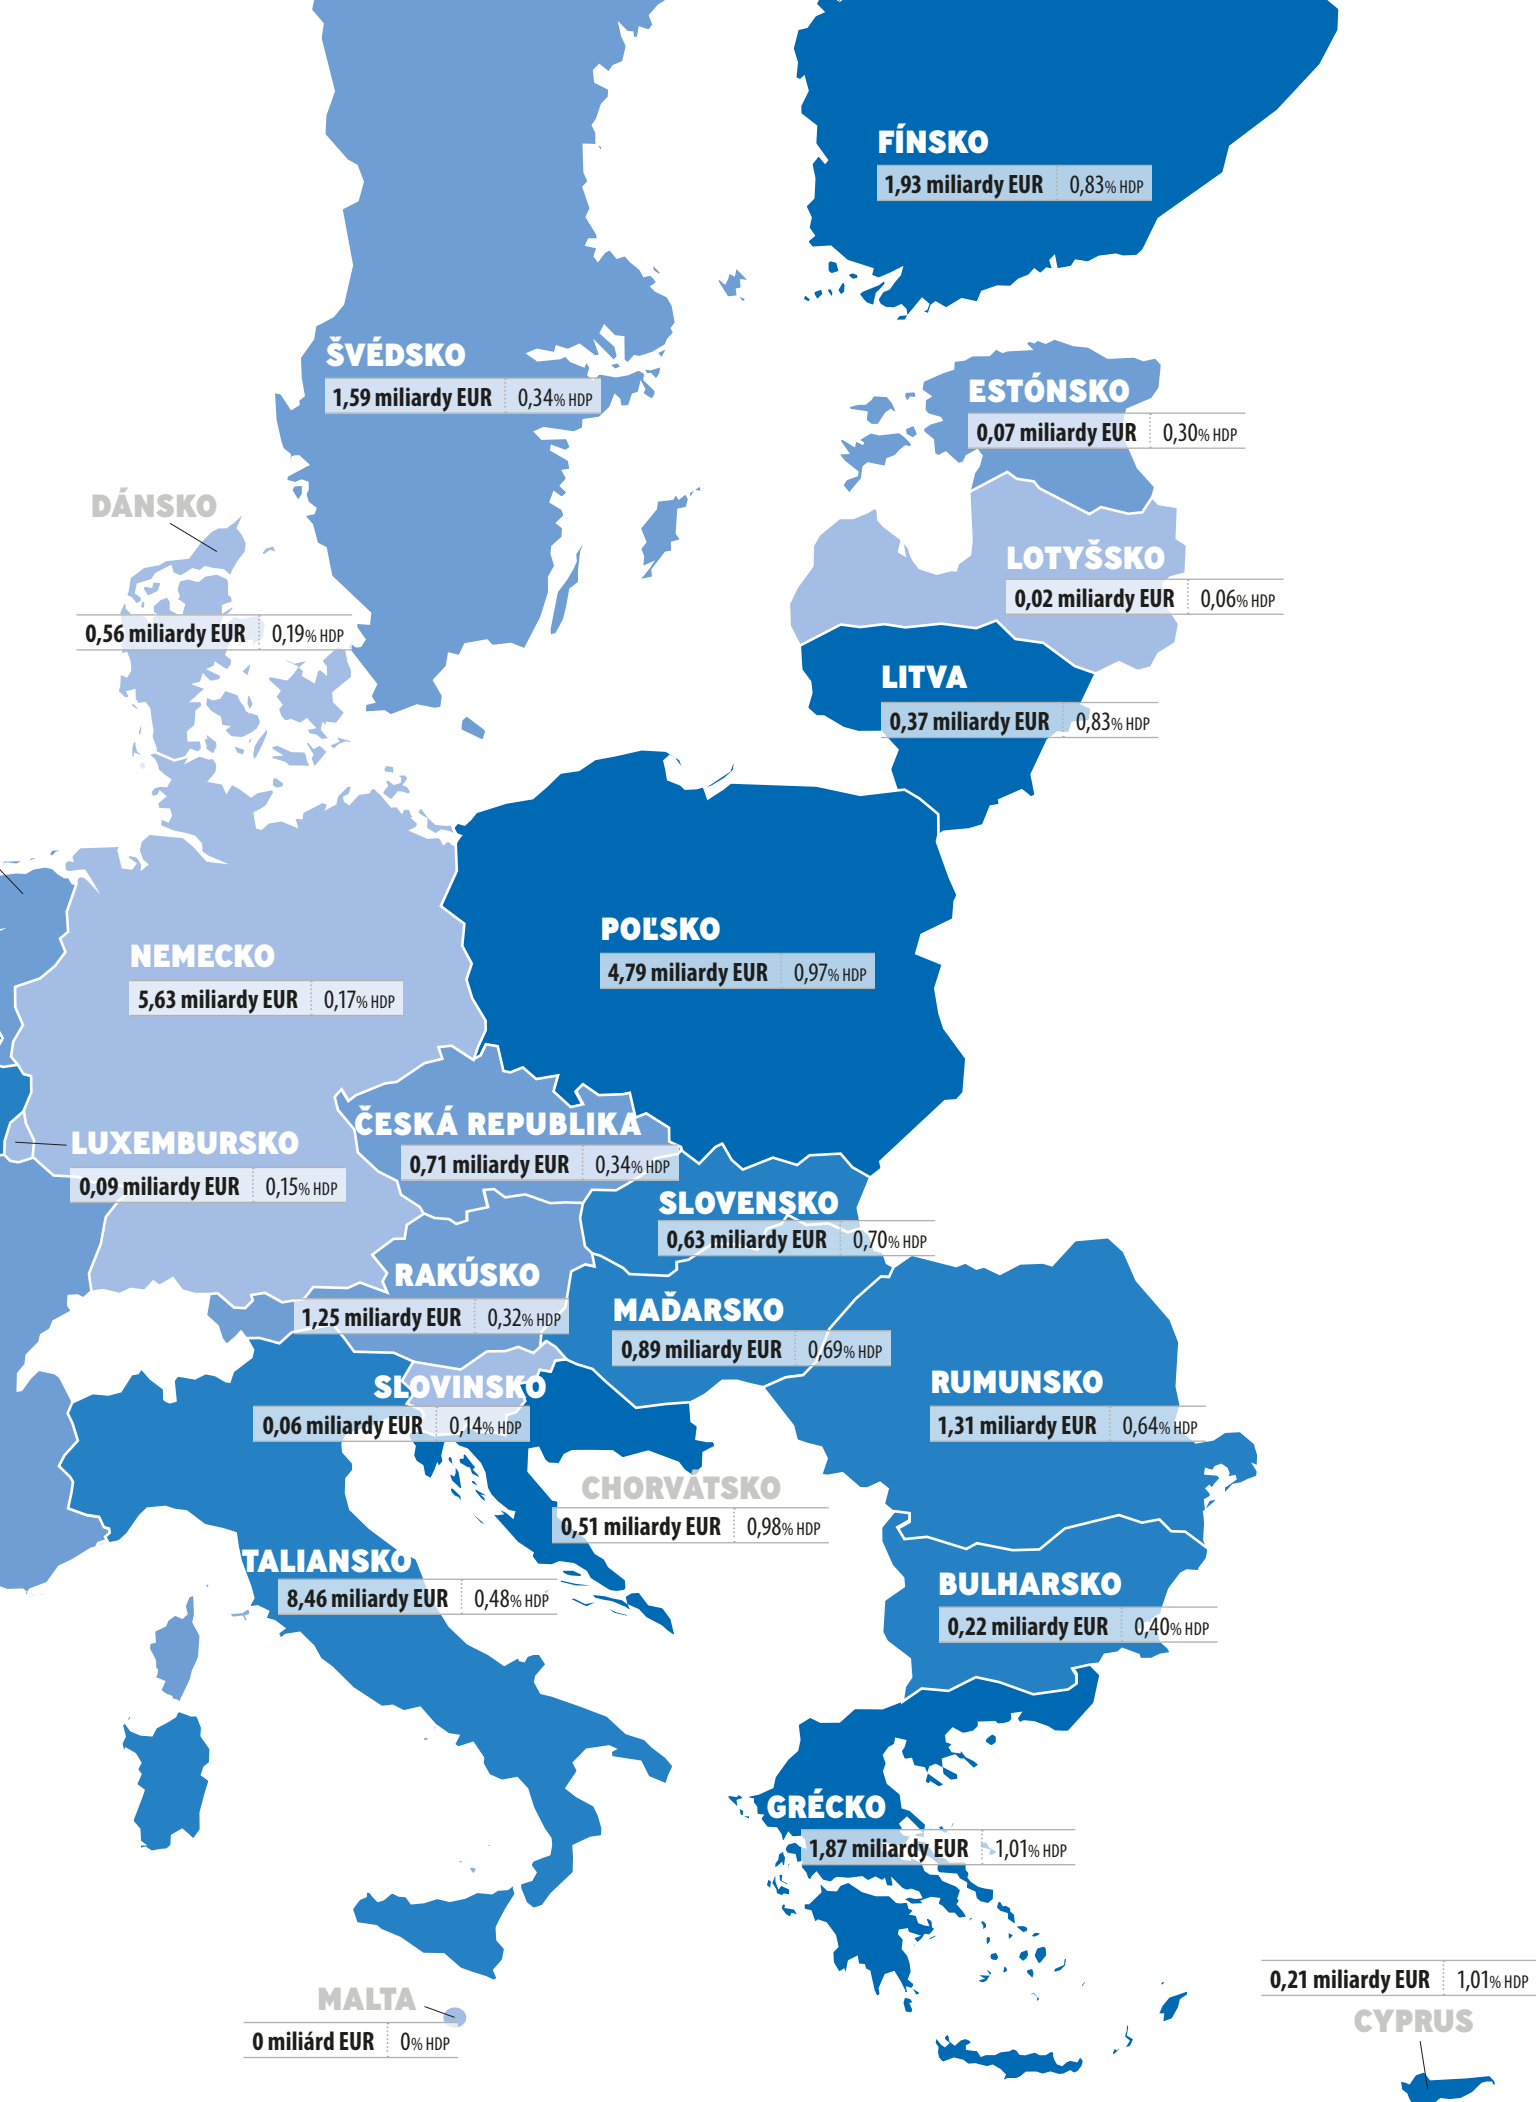 FÍNSKO
1,93 miliardy EUR 0,83% HDP
ŠVÉDSKO
1,59 miliardy EUR 0,34% HDP
ESTÓNSKO
0,07 miliardy EUR 0,30% HDP
DÁNSKO
0,56 miliardy EUR 0,19% HDP
LOTYŠSKO
0,02 miliardy EUR 0,06% HDP
LITVA
0,37 miliardy EUR 0,83% HDP
POĽSKO
4,79 miliardy EUR 0,97% HDP
NEMECKO
5,63 miliardy EUR 0,17% HDP
ČESKÁ REPUBLIKA
0,71 miliardy EUR 0,34% HDP
LUXEMBURSKO
0,09 miliardy EUR 0,15% HDP
SLOVENSKO
0,63 miliardy EUR 0,70% HDP
RAKÚSKO
1,25 miliardy EUR 0,32% HDP
MAĎARSKO
0,89 miliardy EUR 0,69% HDP
SLOVINSKO
0,06 miliardy EUR 0,14% HDP
RUMUNSKO
1,31 miliardy EUR 0,64% HDP
CHORVÁTSKO
0,51 miliardy EUR 0,98% HDP
TALIANSKO
8,46 miliardy EUR 0,48% HDP
BULHARSKO
0,22 miliardy EUR 0,40% HDP
GRÉCKO
1,87 miliardy EUR 1,01% HDP
MALTA
0 miliárd EUR 0% HDP
0,21 miliardy EUR 1,01% HDP
CYPRUS